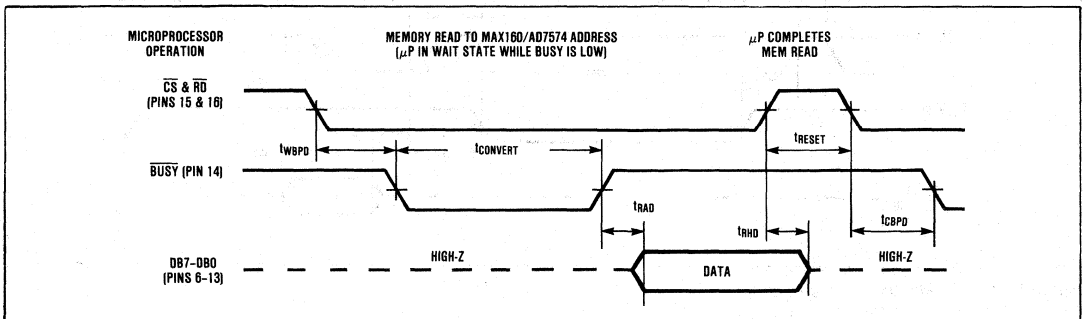 MICROPROCESSOR
OPERATION
MEMORY READ TO MAX160/AD7574 ADDRESS
(µP IN WAIT STATE WHILE BUSY IS LOW)
µP COMPLETES
MEM READ
CS & RD
(PINS 15 & 16)
tWBPD
tCONVERT
tRESET
BUSY (PIN 14)
tRAD
tRHD
tCBPD
DB7-DB0
(PINS 6-13)
HIGH-Z
DATA
HIGH-Z